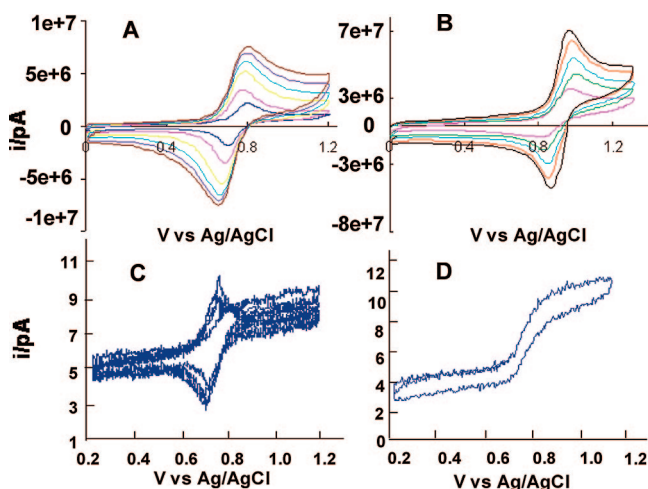 A
1e+7
5e+6
0
-5e+6
-1e+7
i/pA
0 0.4 0.8 1.2
V vs Ag/AgCl
B
7e+7
3e+6
0
-3e+6
-8e+7
0 0.4 0.8 1.2
V vs Ag/AgCl
C
11
9
7
5
3
1
i/pA
0.2 0.4 0.6 0.8 1.0 1.2
V vs Ag/AgCl
D
12
10
8
6
4
2
0
0.2 0.4 0.6 0.8 1.0 1.2
V vs Ag/AgCl